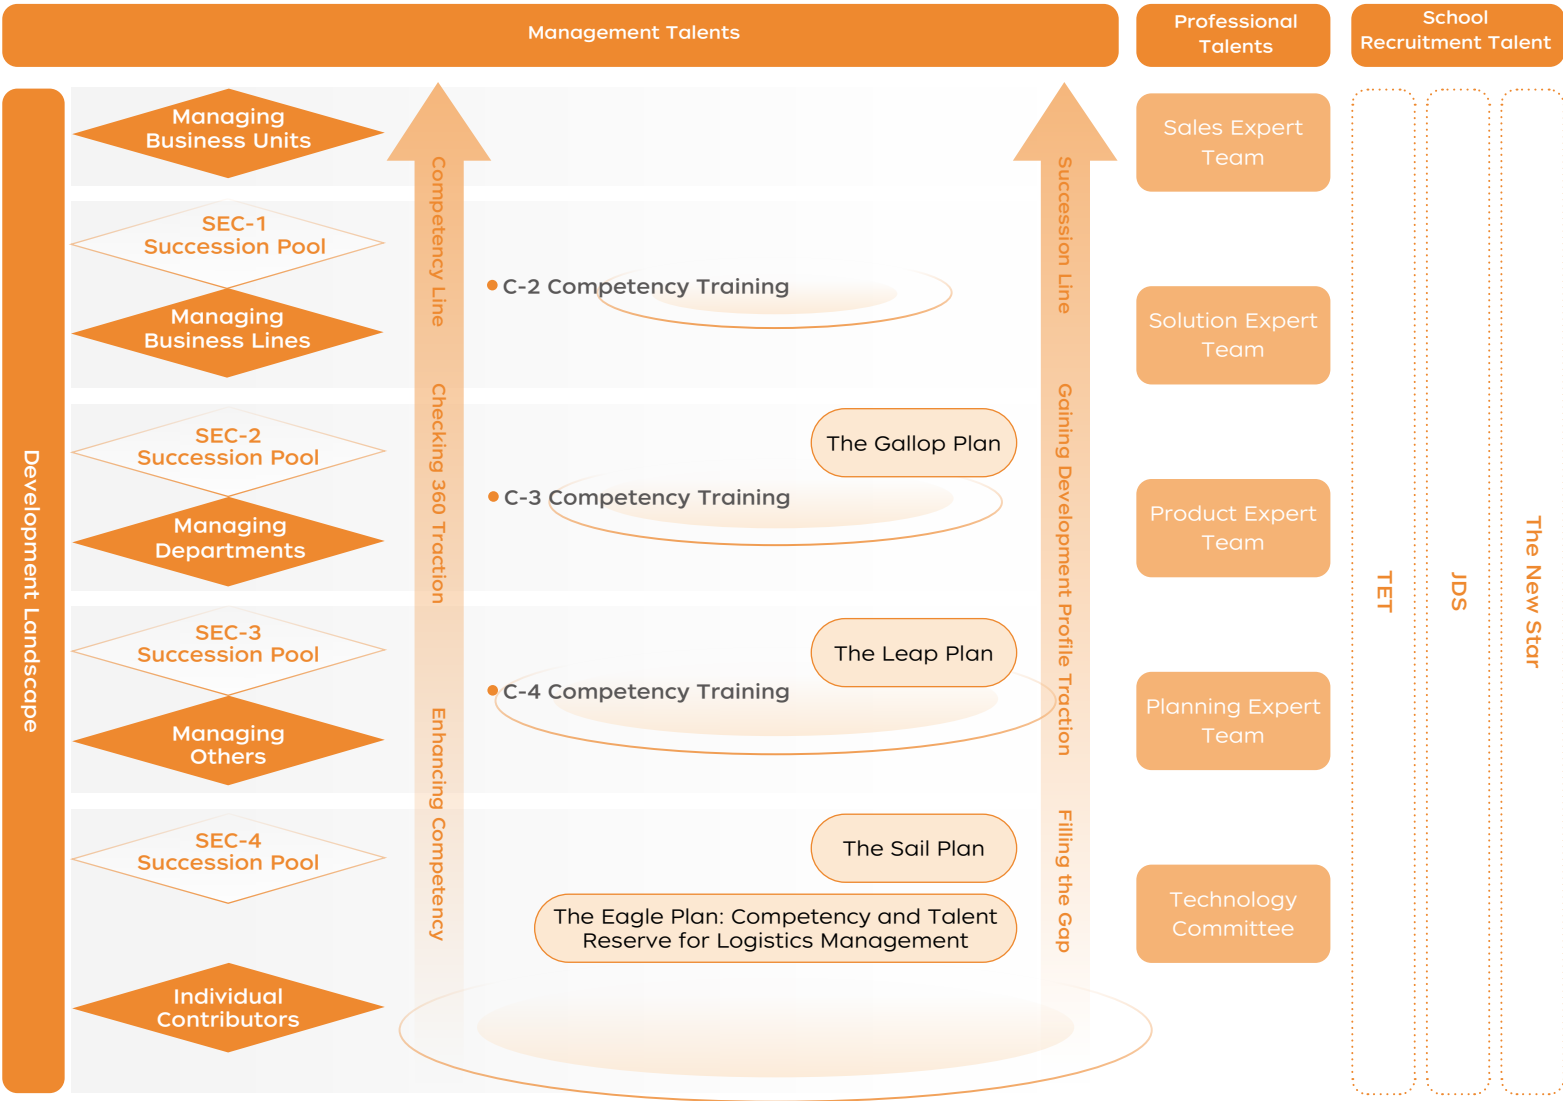 Management Talents
Professional
Talents
School
Recruitment Talent
Development Landscape
Managing
Business Units
SEC-1
Succession Pool
Managing
Business Lines
SEC-2
Succession Pool
Managing
Departments
SEC-3
Succession Pool
Managing
Others
SEC-4
Succession Pool
Individual
Contributors
Competency Line
Checking 360 Traction
Enhancing Competency
C-2 Competency Training
The Gallop Plan
C-3 Competency Training
The Leap Plan
C-4 Competency Training
The Sail Plan
The Eagle Plan: Competency and Talent
Reserve for Logistics Management
Succession Line
Gaining Development Profile Traction
Filling the Gap
Sales Expert
Team
Solution Expert
Team
Product Expert
Team
Planning Expert
Team
Technology
Committee
TET
JDS
The New Star